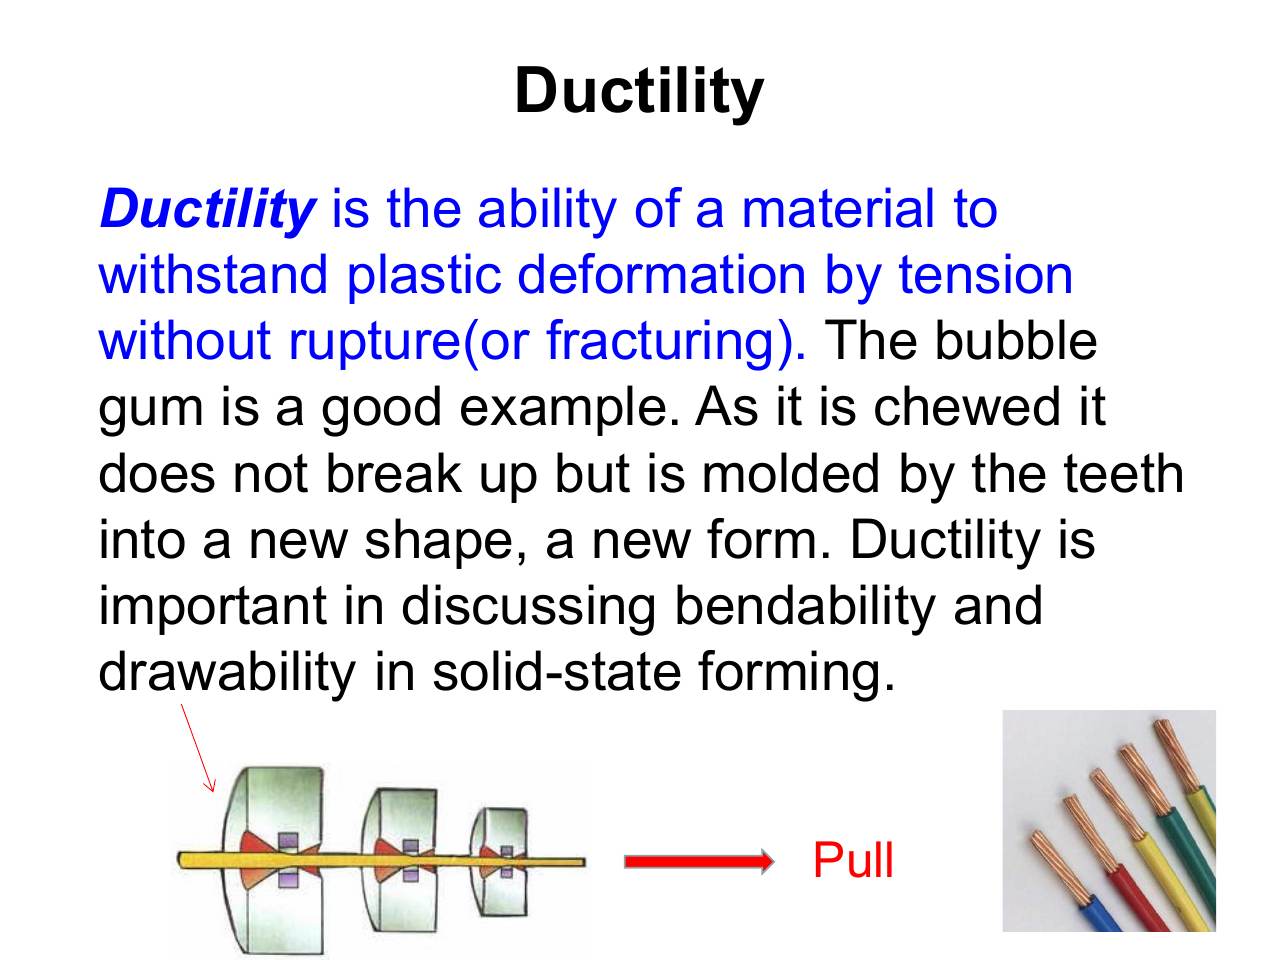 Ductility
Ductility is the ability of a material to
withstand plastic deformation by tension
without rupture(or fracturing). The bubble
gum is a good example. As it is chewed it
does not break up but is molded by the teeth
into a new shape, a new form. Ductility is
important in discussing bendability and
drawability in solid-state forming.
Pull